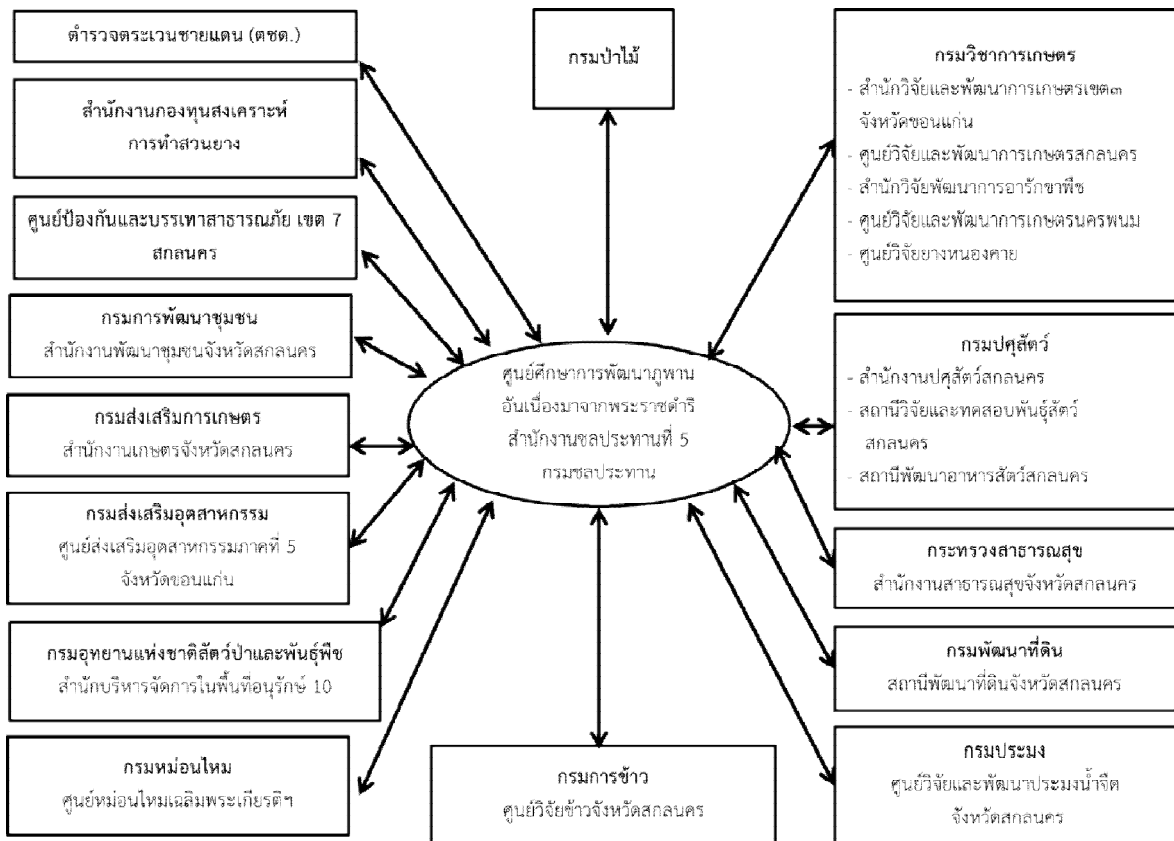 ตำรวจตระเวนชายแดน (ตชด.)
สำนักงานกองทุนสงเคราะห์
การทำสวนยาง
ศูนย์ป้องกันและบรรเทาสาธารณภัย เขต 7
สกลนคร
กรมการพัฒนาชุมชน
สำนักงานพัฒนาชุมชนจังหวัดสกลนคร
กรมส่งเสริมการเกษตร
สำนักงานเกษตรจังหวัดสกลนคร
กรมส่งเสริมอุตสาหกรรม
ศูนย์ส่งเสริมอุตสาหกรรมภาคที่ 5
จังหวัดขอนแก่น
กรมอุทยานแห่งชาติสัตว์ป่าและพันธุ์พืช
สำนักบริหารจัดการในพื้นที่อนุรักษ์ 10
กรมหม่อนไหม
ศูนย์หม่อนไหมเฉลิมพระเกียรติฯ
กรมป่าไม้
ศูนย์ศึกษาการพัฒนาภูพาน
อันเนื่องมาจากพระราชดำริ
สำนักงานชลประทานที่ 5
กรมชลประทาน
กรมการข้าว
ศูนย์วิจัยข้าวจังหวัดสกลนคร
กรมวิชาการเกษตร
- สำนักวิจัยและพัฒนาการเกษตรเขต๓
จังหวัดขอนแก่น
- ศูนย์วิจัยและพัฒนาการเกษตรสกลนคร
- สำนักวิจัยพัฒนาการอารักขาพืช
- ศูนย์วิจัยและพัฒนาการเกษตรนครพนม
- ศูนย์วิจัยยางหนองคาย
กรมปศุสัตว์
- สำนักงานปศุสัตว์สกลนคร
- สถานีวิจัยและทดสอบพันธุ์สัตว์
สกลนคร
- สถานีพัฒนาอาหารสัตว์สกลนคร
กระทรวงสาธารณสุข
สำนักงานสาธารณสุขจังหวัดสกลนคร
กรมพัฒนาที่ดิน
สถานีพัฒนาที่ดินจังหวัดสกลนคร
กรมประมง
ศูนย์วิจัยและพัฒนาประมงน้ำจืด
จังหวัดสกลนคร